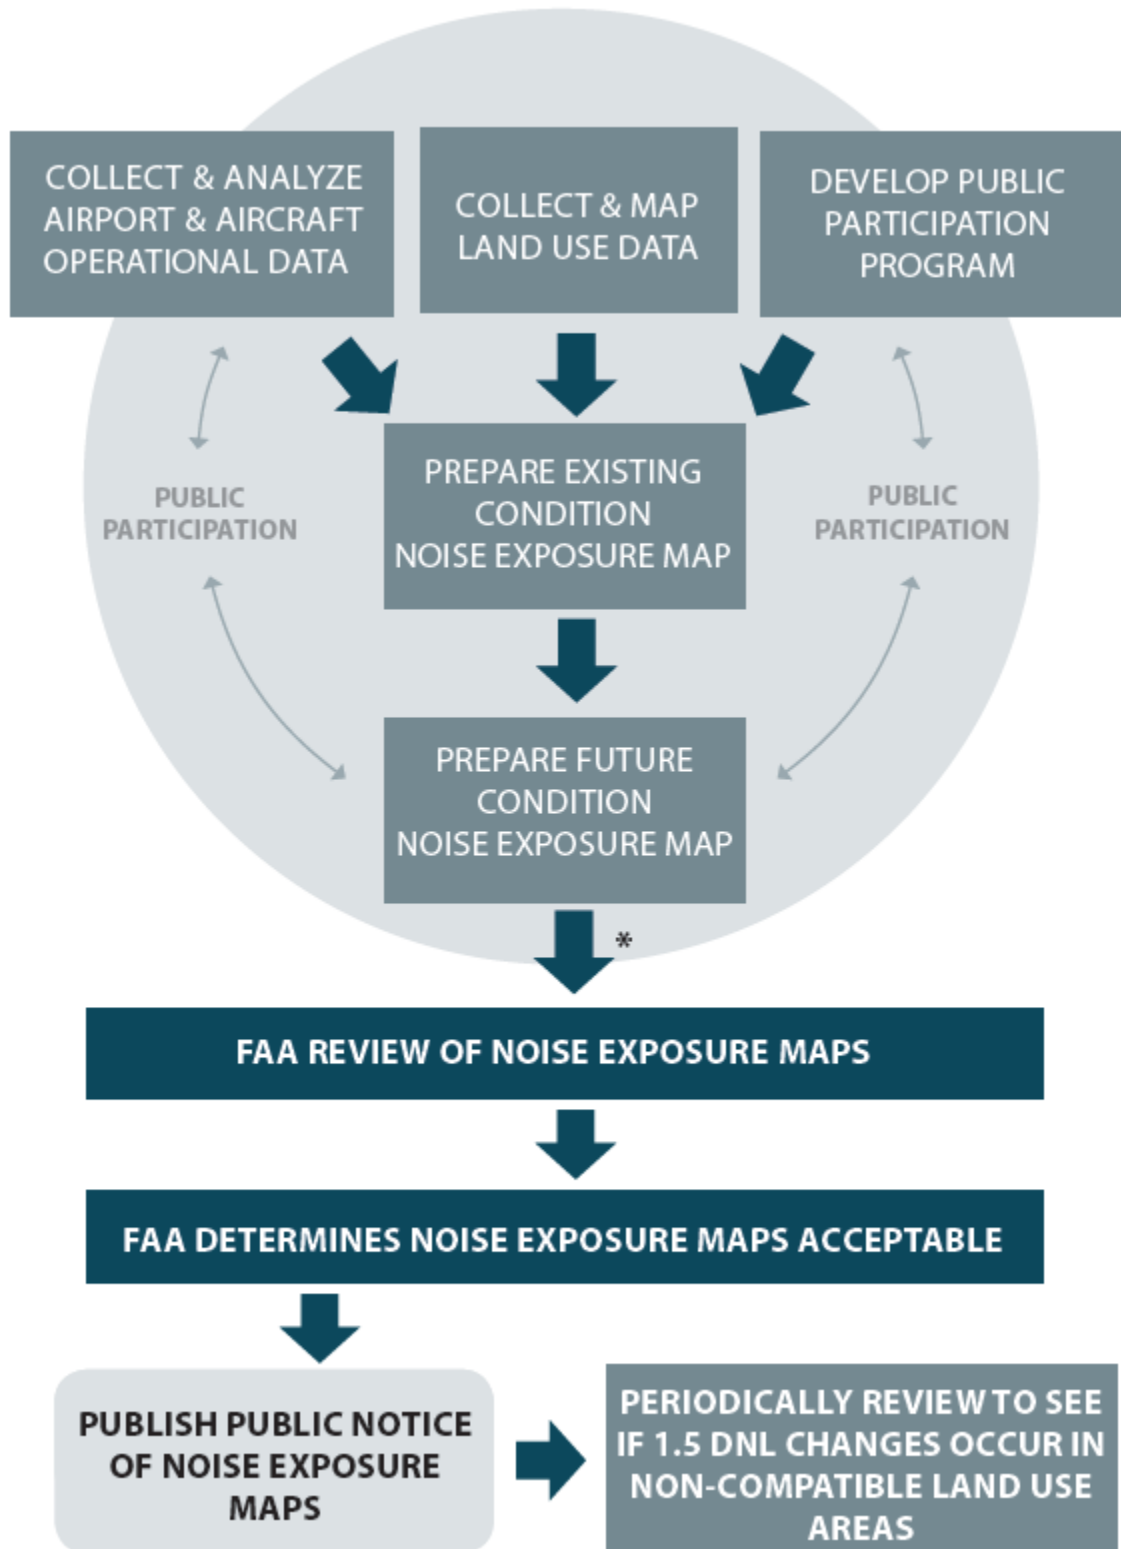 COLLECT & ANALYZE
AIRPORT & AIRCRAFT
OPERATIONAL DATA
COLLECT & MAP
LAND USE DATA
DEVELOP PUBLIC
PARTICIPATION
PROGRAM
PUBLIC
PARTICIPATION
PREPARE EXISTING
CONDITION
NOISE EXPOSURE MAP
PUBLIC
PARTICIPATION
PREPARE FUTURE
CONDITION
NOISE EXPOSURE MAP
*
FAA REVIEW OF NOISE EXPOSURE MAPS
FAA DETERMINES NOISE EXPOSURE MAPS ACCEPTABLE
PUBLISH PUBLIC NOTICE
OF NOISE EXPOSURE
MAPS
PERIODICALLY REVIEW TO SEE
IF 1.5 DNL CHANGES OCCUR IN
NON-COMPATIBLE LAND USE
AREAS